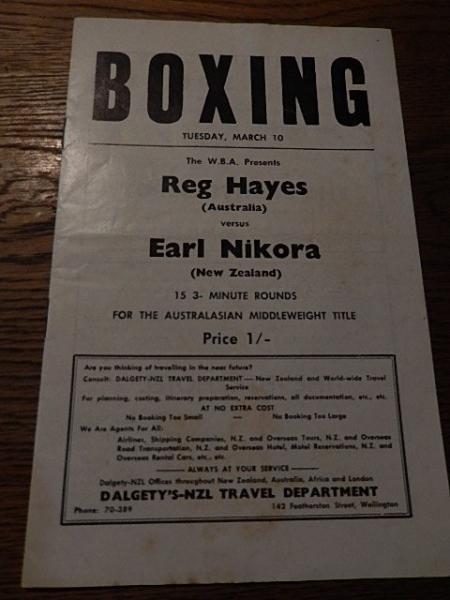 BOXING
TUESDAY, MARCH 10
The W.B.A. Presents
Reg Hayes
(Australia)
versus
Earl Nikora
(New Zealand)
15 3- MINUTE ROUNDS
FOR THE AUSTRALASIAN MIDDLEWEIGHT TITLE
Price 1/-
Are you thinking of travelling in the near future?
Consult: DALGETY-NZL TRAVEL DEPARTMENT — New Zealand and World-wide Travel
Service
For planning, costing, itinerary preparation, reservations, all documentation, etc., etc.
AT NO EXTRA COST
No Booking Too Small — No Booking Too Large
We Are Agents For All:
Airlines, Shipping Companies, N.Z. and Overseas Tours, N.Z. and Overseas
Road Transportation, N.Z. and Overseas Hotel, Motel Reservations, N.Z. and
Overseas Rental Cars, etc., etc.
ALWAYS AT YOUR SERVICE
Dalgety-NZL Offices throughout New Zealand, Australia, Africa and London
DALGETY'S-NZL TRAVEL DEPARTMENT
Phone: 70-389 142 Featherston Street, Wellington